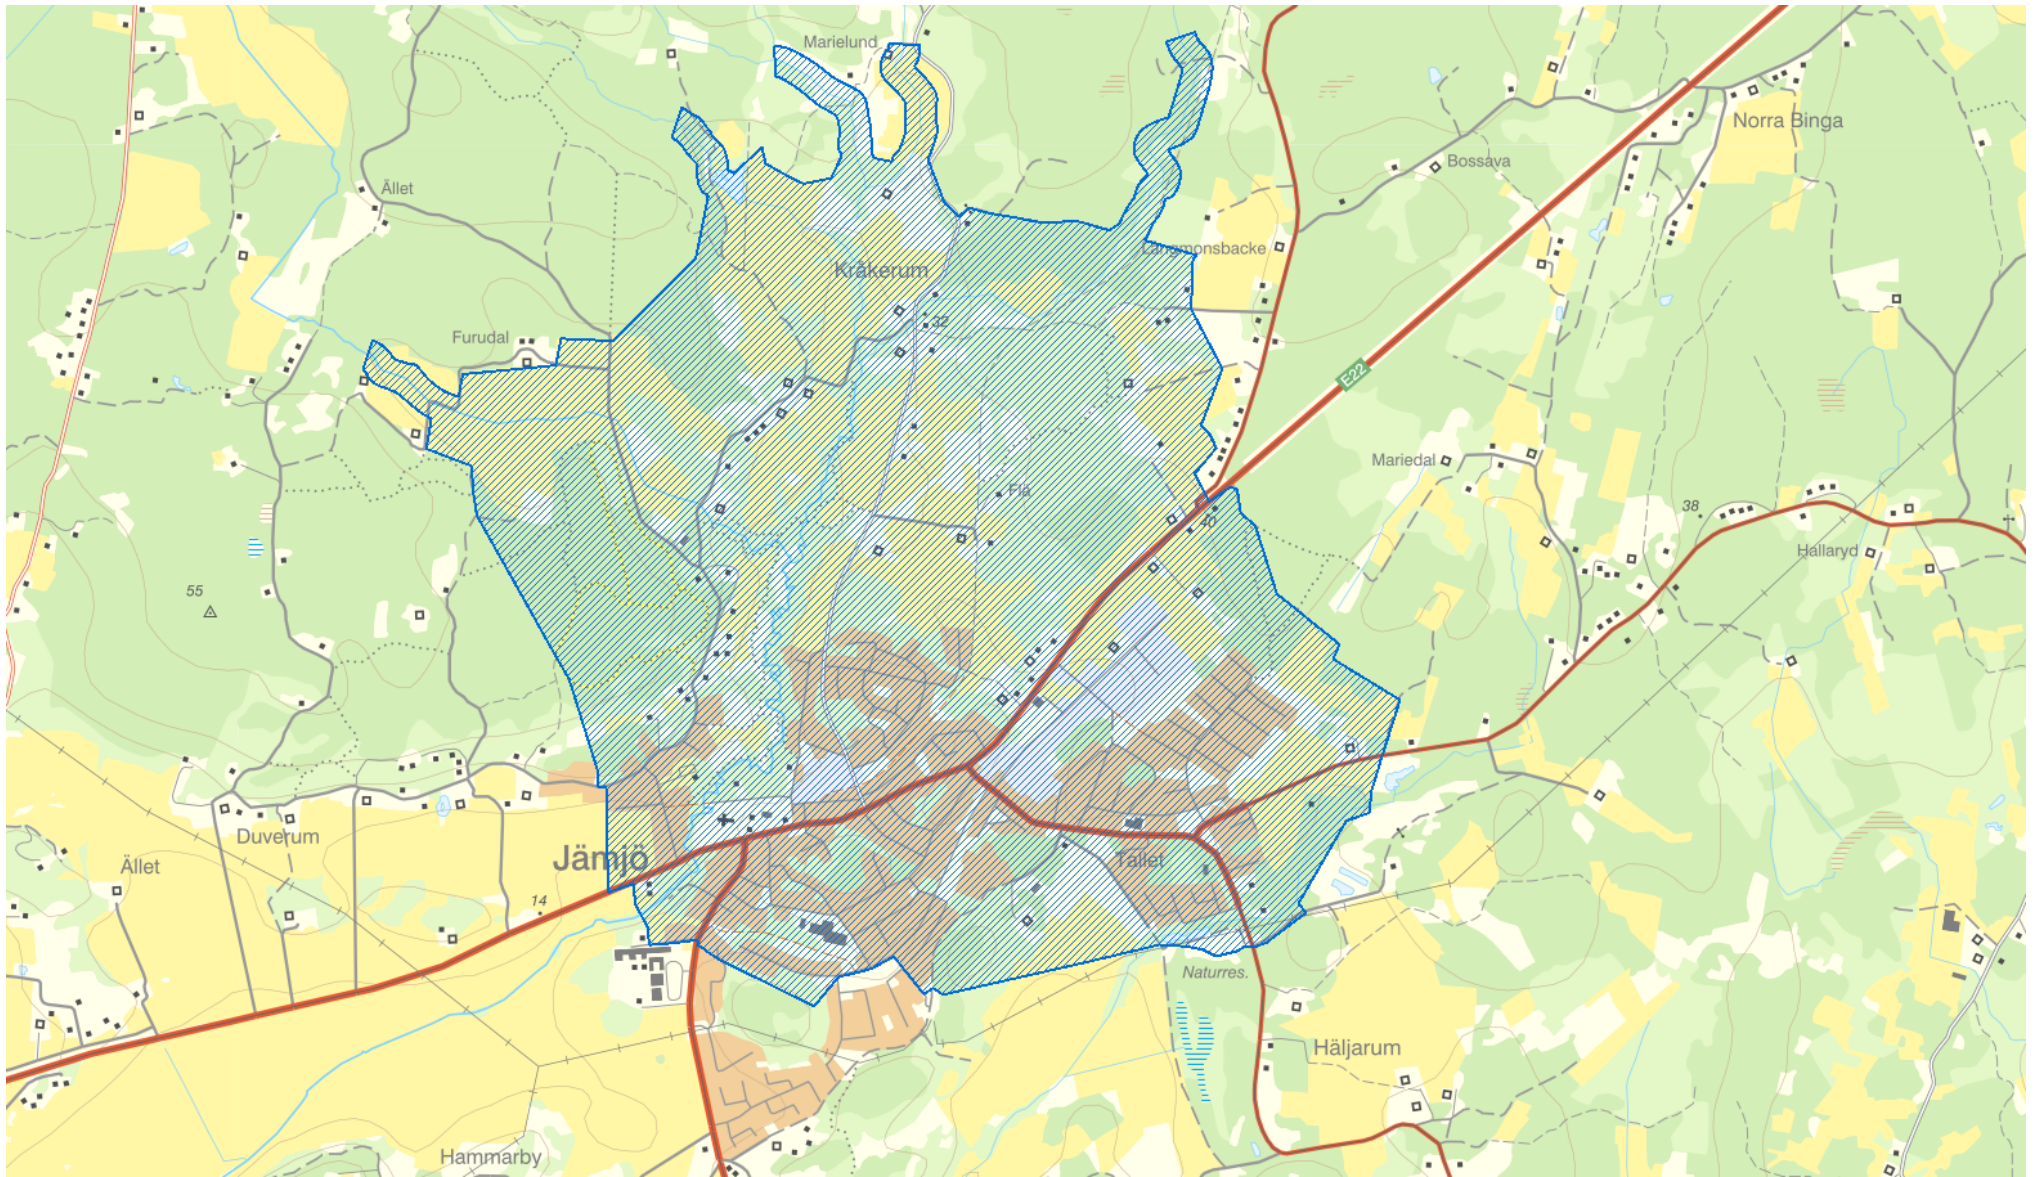 Marielund
Norra Binga
Bossava
Ället
Långmonsbacke
Kråkerum
32
Furudal
E22
Mariedal
Flä
38
40
Hallaryd
55
Duverum
Jämjö
Tallet
Ället
14
Naturres.
Häljarum
Hammarby